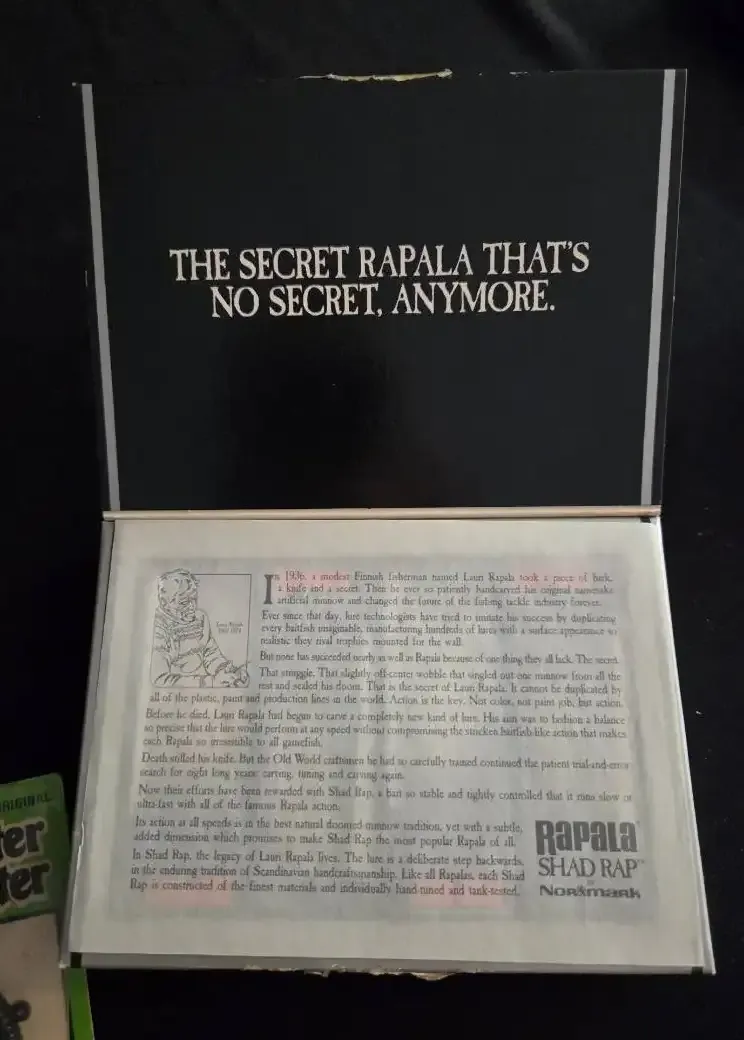 THE SECRET RAPALA THAT'S
NO SECRET, ANYMORE.
In 1936, a modest Finnish fisherman named Lauri Rapala took a piece of bark,
a knife and a secret. Then he ever so patiently handcarved his original namesake
artificial minnow and changed the future of the fishing tackle industry forever.
Ever since that day, lure technologists have tried to imitate his success by duplicating
every baitfish imaginable, manufacturing hundreds of lures with a surface appearance so
realistic they rival trophies mounted for the wall.
But none has succeeded nearly as well as Rapala because of one thing they all lack. The secret.
That struggle. That slightly off-center wobble that singled out one minnow from all the
rest and sealed his doom. That is the secret of Lauri Rapala. It cannot be duplicated by
all of the plastic, paint and production lines in the world. Action is the key. Not color, not paint job, but action.
Before he died, Lauri Rapala had begun to carve a completely new kind of lure. His aim was to fashion a balance
so precise that the lure would perform at any speed without compromising the stricken baitfish-like action that makes
each Rapala so irresistible to all gamefish.
Death stilled his knife. But the Old World craftsmen he had so carefully trained continued the patient trial-and-error
search for eight long years: carving, tuning and carving again.
Now their efforts have been rewarded with Shad Rap, a bait so stable and tightly controlled that it runs slow or
ultra-fast with all of the famous Rapala action.
Its action at all speeds is in the best natural doomed-minnow tradition, yet with a subtle,
added dimension which promises to make Shad Rap the most popular Rapala of all.
In Shad Rap, the legacy of Lauri Rapala lives. The lure is a deliberate step backwards,
in the enduring tradition of Scandinavian handcraftsmanship. Like all Rapalas, each Shad
Rap is constructed of the finest materials and individually hand-tuned and tank-tested.
Lauri Rapala
Rapala
SHAD RAP™
BY
Normark
ORIGINAL
ter
ter